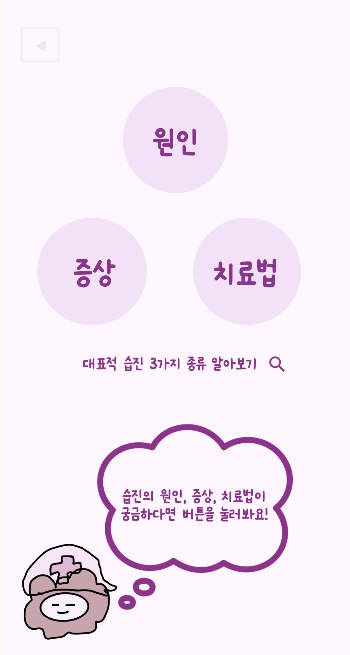 원인
증상 치료법
대표적 습진 3가지 종류 알아보기
습진의 원인, 증상, 치료법이
궁금하다면 버튼을 눌러봐요!